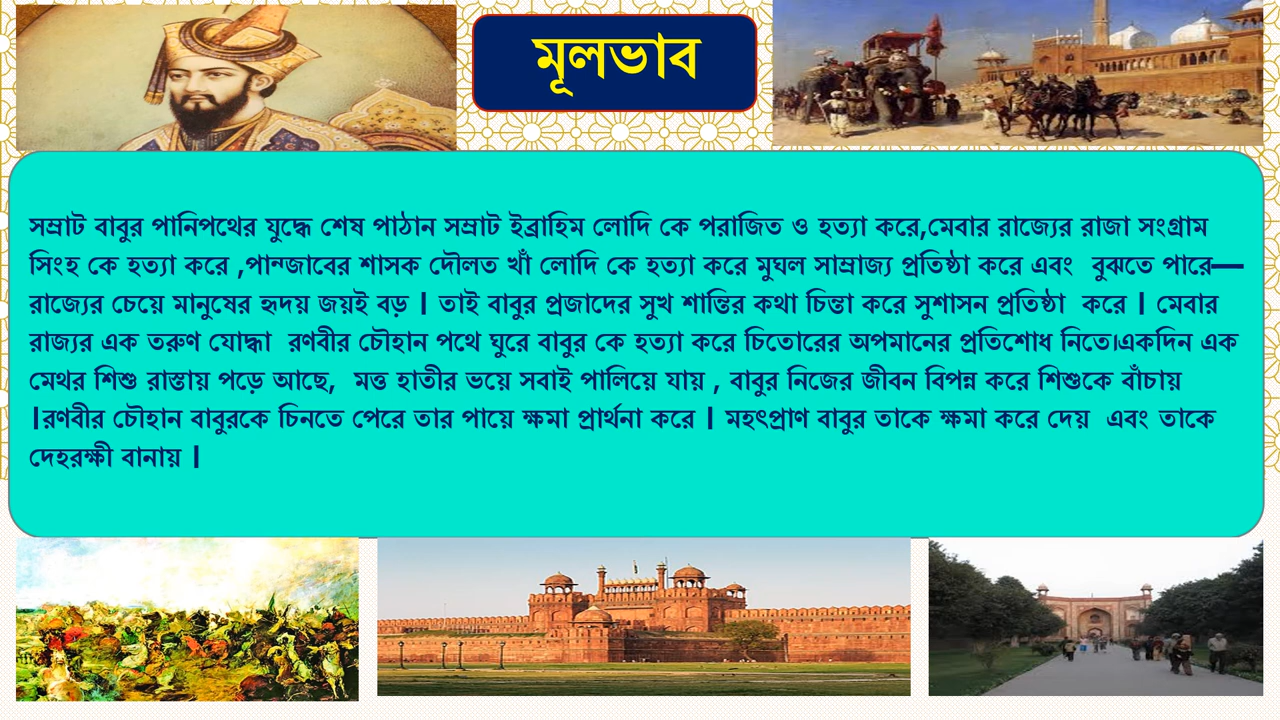 মূলভাব
সম্রাট বাবুর পানিপথের যুদ্ধে শেষ পাঠান সম্রাট ইব্রাহিম লোদি কে পরাজিত ও হত্যা করে,মেবার রাজ্যের রাজা সংগ্রাম
সিংহ কে হত্যা করে ,পানজাবের শাসক দৌলত খাঁ লোদি কে হত্যা করে মুঘল সাম্রাজ্য প্রতিষ্ঠা করে এবং বুঝতে পারে—
রাজ্যের চেয়ে মানুষের হৃদয় জয়ই বড় । তাই বাবুর প্রজাদের সুখ শান্তির কথা চিন্তা করে সুশাসন প্রতিষ্ঠা করে । মেবার
রাজ্যর এক তরুণ যোদ্ধা রণবীর চৌহান পথে ঘুরে বাবুর কে হত্যা করে চিতোরের অপমানের প্রতিশোধ নিতে।একদিন এক
মেথর শিশু রাস্তায় পড়ে আছে, মত্ত হাতীর ভয়ে সবাই পালিয়ে যায় , বাবুর নিজের জীবন বিপন্ন করে শিশুকে বাঁচায়
।রণবীর চৌহান বাবুরকে চিনতে পেরে তার পায়ে ক্ষমা প্রার্থনা করে । মহৎপ্রাণ বাবুর তাকে ক্ষমা করে দেয় এবং তাকে
দেহরক্ষী বানায় ।